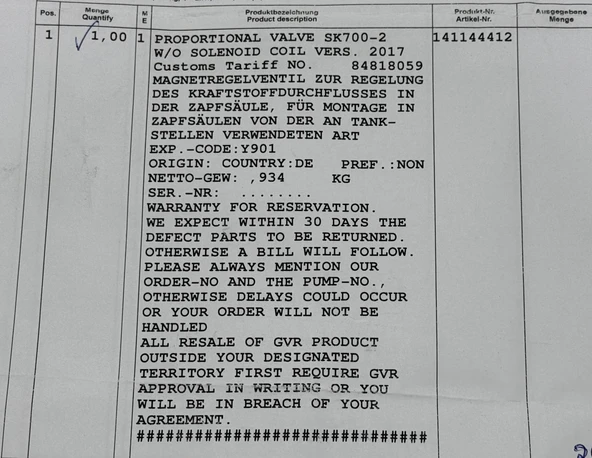 Pos. Menge Quantify M E Produktbezeichnung Product description Produkt-Nr. Artikel-Nr. Ausgegebene Menge
1 1,00 1 PROPORTIONAL VALVE SK700-2 141144412
W/O SOLENOID COIL VERS. 2017
Customs Tariff NO. 84818059
MAGNETREGELVENTIL ZUR REGELUNG
DES KRAFTSTOFFDURCHFLUSSES IN
DER ZAPFSÄULE, FÜR MONTAGE IN
ZAPFSÄULEN VON DER AN TANK-
STELLEN VERWENDETEN ART
EXP.-CODE:Y901
ORIGIN: COUNTRY:DE PREF.:NON
NETTO-GEW: ,934 KG
SER.-NR: ........
WARRANTY FOR RESERVATION.
WE EXPECT WITHIN 30 DAYS THE
DEFECT PARTS TO BE RETURNED.
OTHERWISE A BILL WILL FOLLOW.
PLEASE ALWAYS MENTION OUR
ORDER-NO AND THE PUMP-NO.,
OTHERWISE DELAYS COULD OCCUR
OR YOUR ORDER WILL NOT BE
HANDLED
ALL RESALE OF GVR PRODUCT
OUTSIDE YOUR DESIGNATED
TERRITORY FIRST REQUIRE GVR
APPROVAL IN WRITING OR YOU
WILL BE IN BREACH OF YOUR
AGREEMENT.
##############################